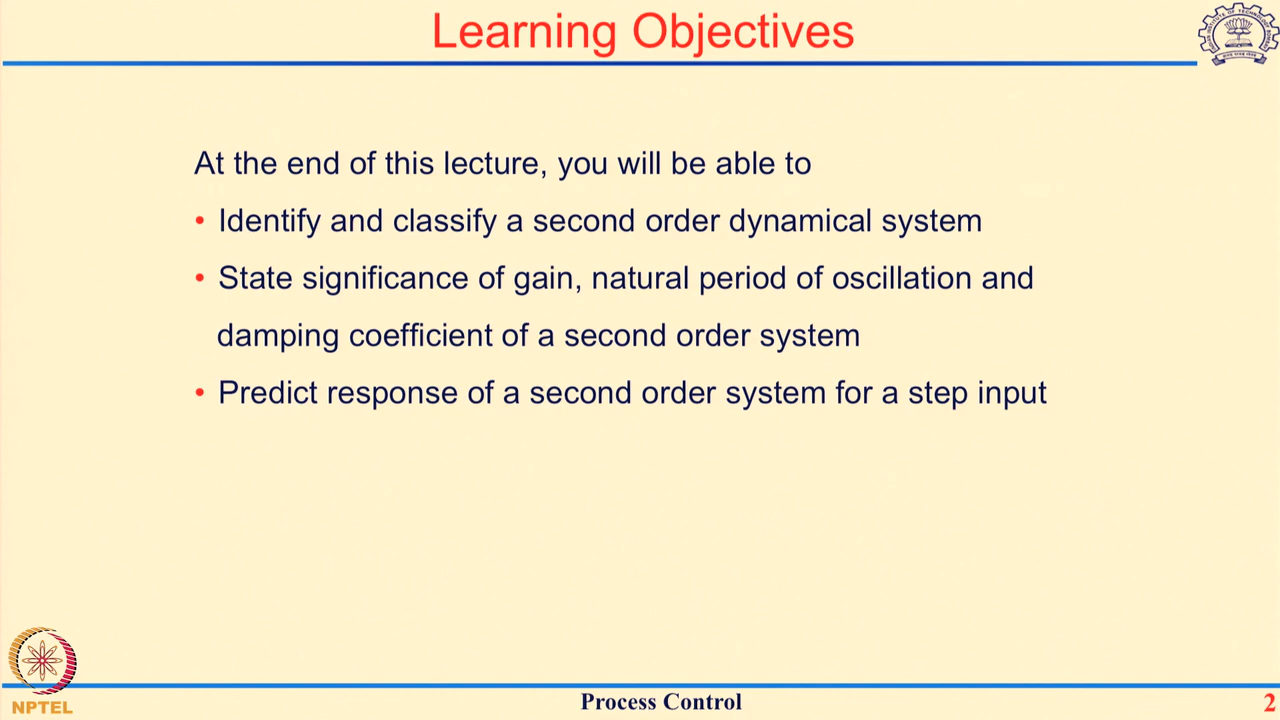 Learning Objectives
At the end of this lecture, you will be able to
• Identify and classify a second order dynamical system
• State significance of gain, natural period of oscillation and
damping coefficient of a second order system
• Predict response of a second order system for a step input
NPTEL
Process Control
2